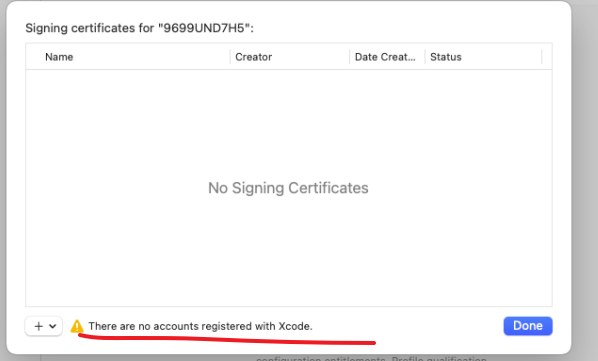 Signing certificates for "9699UND7H5":
Name Creator Date Creat... Status
No Signing Certificates
+ There are no accounts registered with Xcode. Done
configuration entitlements. Profile qualification